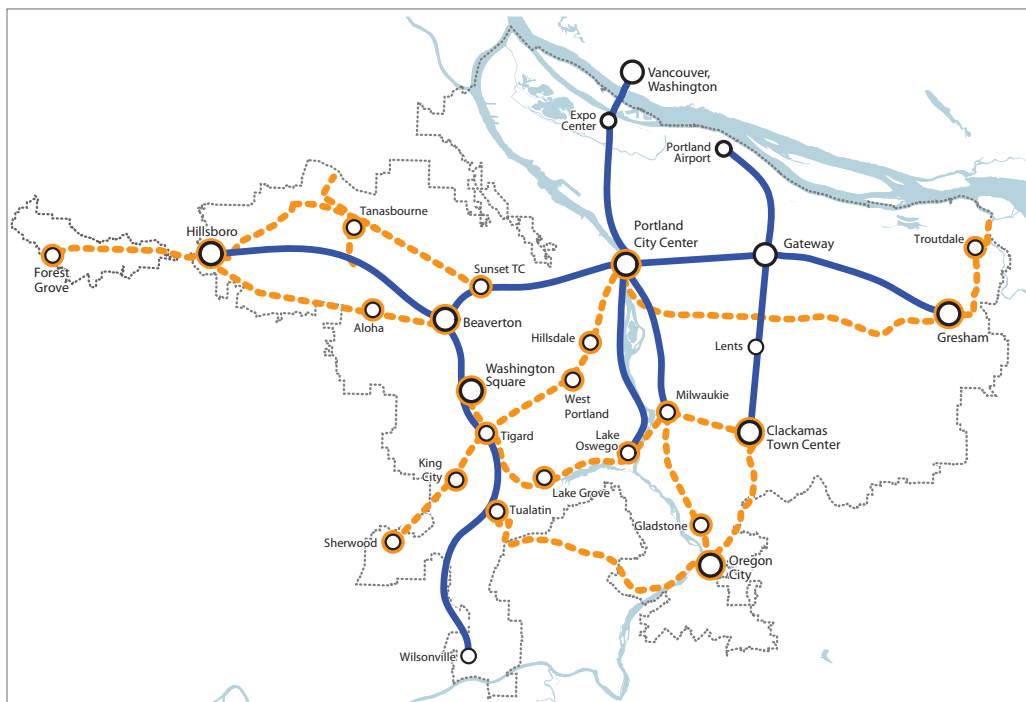 Vancouver,
Washington
Expo
Center
Portland
Airport
Tanasbourne
Hillsboro
Portland
City Center
Gateway
Troutdale
Forest
Grove
Sunset TC
Aloha
Beaverton
Hillsdale
Gresham
Lents
Washington
Square
West
Portland
Milwaukie
Tigard
Lake
Oswego
Clackamas
Town Center
King
City
Lake Grove
Tualatin
Gladstone
Sherwood
Oregon
City
Wilsonville